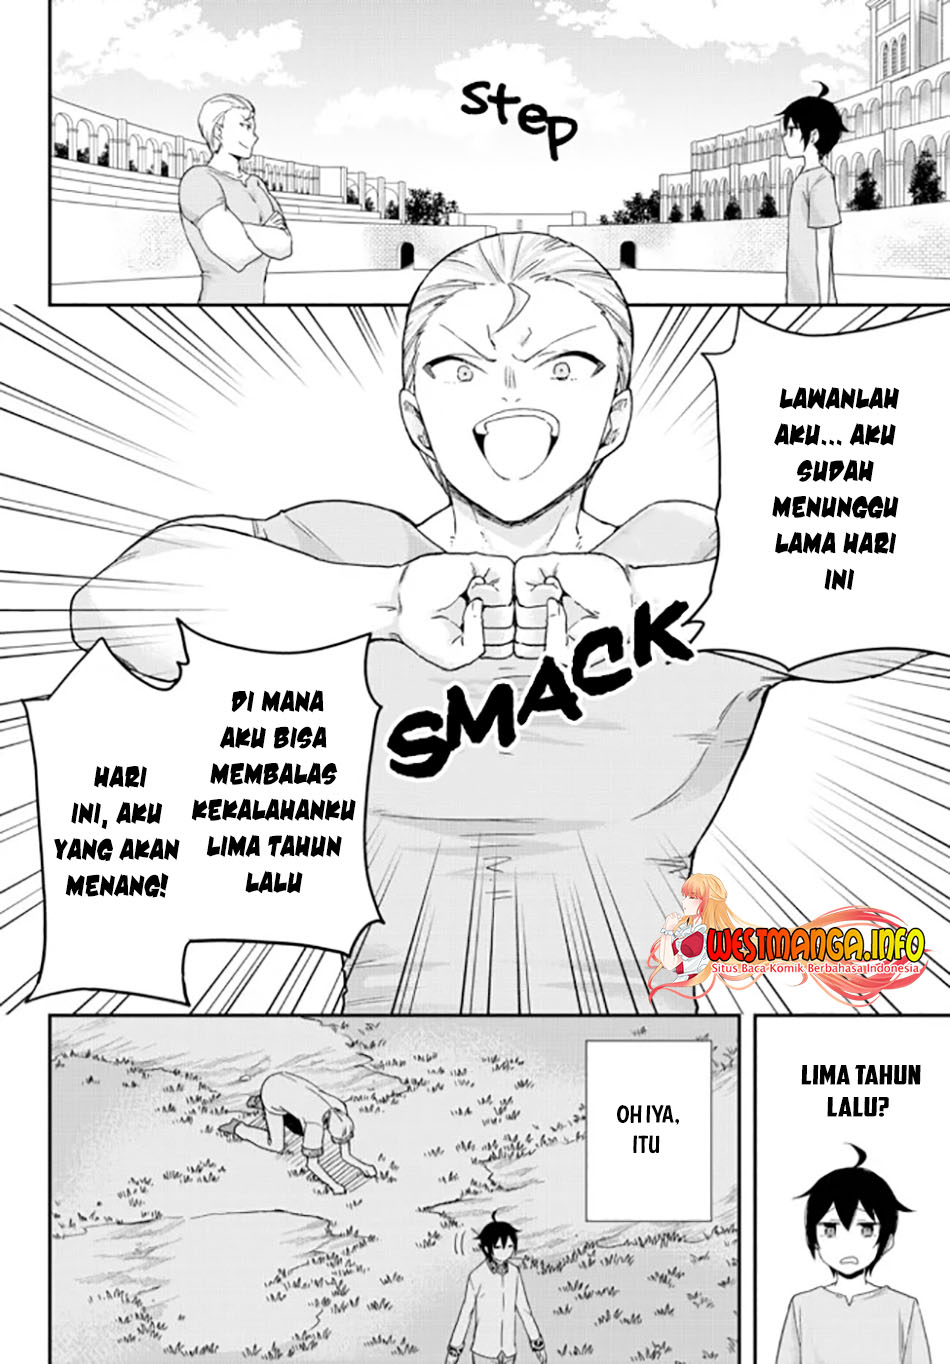 Step
LAWANLAH
AKU... AKU
SUDAH
MENUNGGU
LAMA HARI
INI
SMACK
DI MANA
AKU BISA
MEMBALAS
KEKALAHANKU
LIMA TAHUN
LALU
HARI
INI, AKU
YANG AKAN
MENANG!
WESTMANGA.INFO
SITUS BACA KOMIK BERBAHASA INDONESIA
LIMA TAHUN
LALU?
OH IYA,
ITU